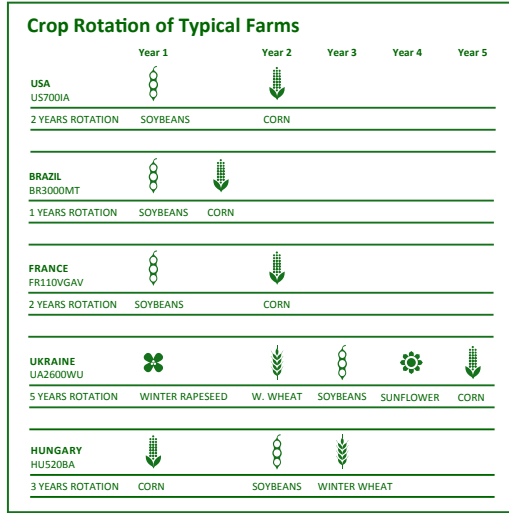 Crop Rotation of Typical Farms
Year 1 Year 2 Year 3 Year 4 Year 5
USA
US700IA
2 YEARS ROTATION SOYBEANS CORN
BRAZIL
BR3000MT
1 YEARS ROTATION SOYBEANS CORN
FRANCE
FR110VGAV
2 YEARS ROTATION SOYBEANS CORN
UKRAINE
UA2600WU
5 YEARS ROTATION WINTER RAPESEED W. WHEAT SOYBEANS SUNFLOWER CORN
HUNGARY
HU520BA
3 YEARS ROTATION CORN SOYBEANS WINTER WHEAT